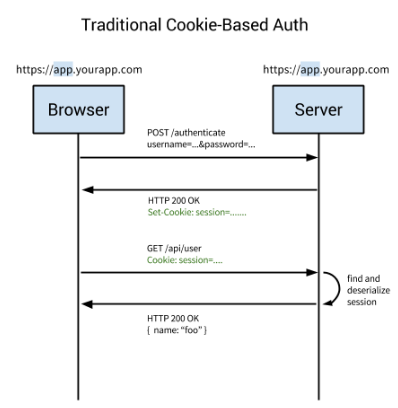 Traditional Cookie-Based Auth
https://app.yourapp.com
https://app.yourapp.com
Browser
Server
POST /authenticate
username=...&password=...
HTTP 200 OK
Set-Cookie: session=.......
GET /api/user
Cookie: session=....
find and
deserialize
session
HTTP 200 OK
{ name: “foo” }